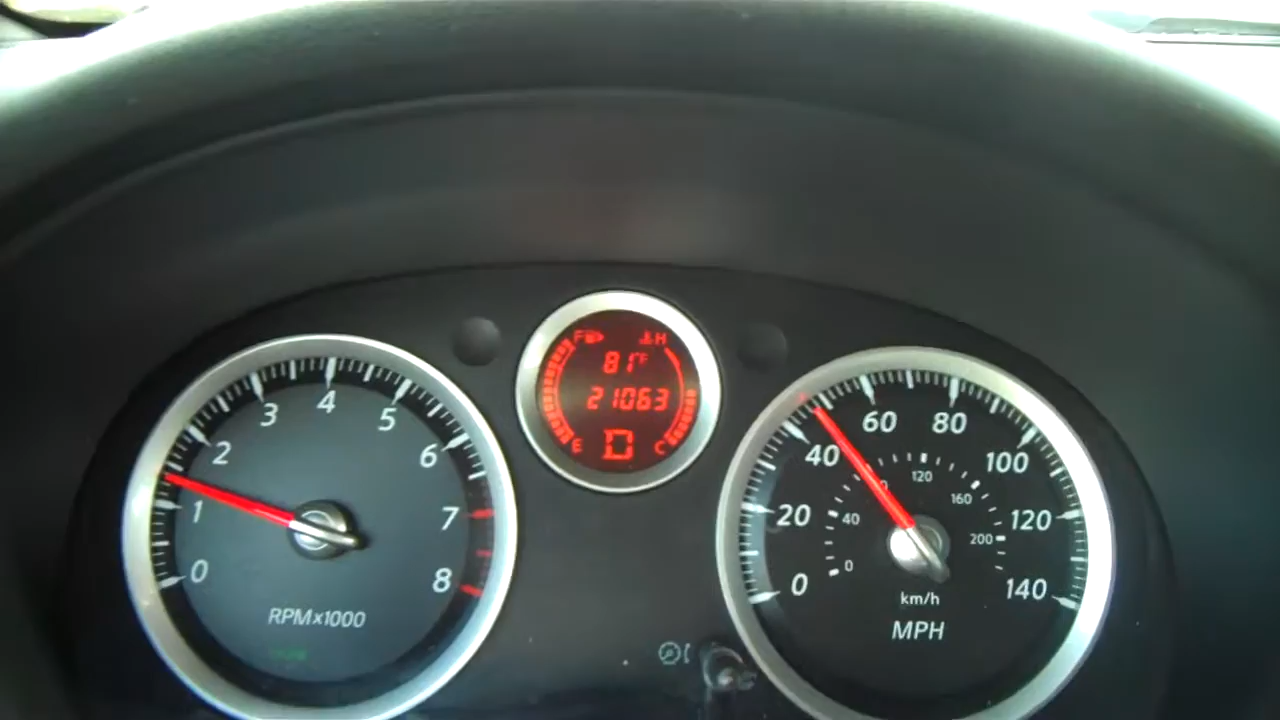 F H
81°F
21063
E D C
0 1 2 3 4 5 6 7 8
RPMx1000
0 20 40 60 80 100 120 140
0 40 120 160 200
km/h
MPH